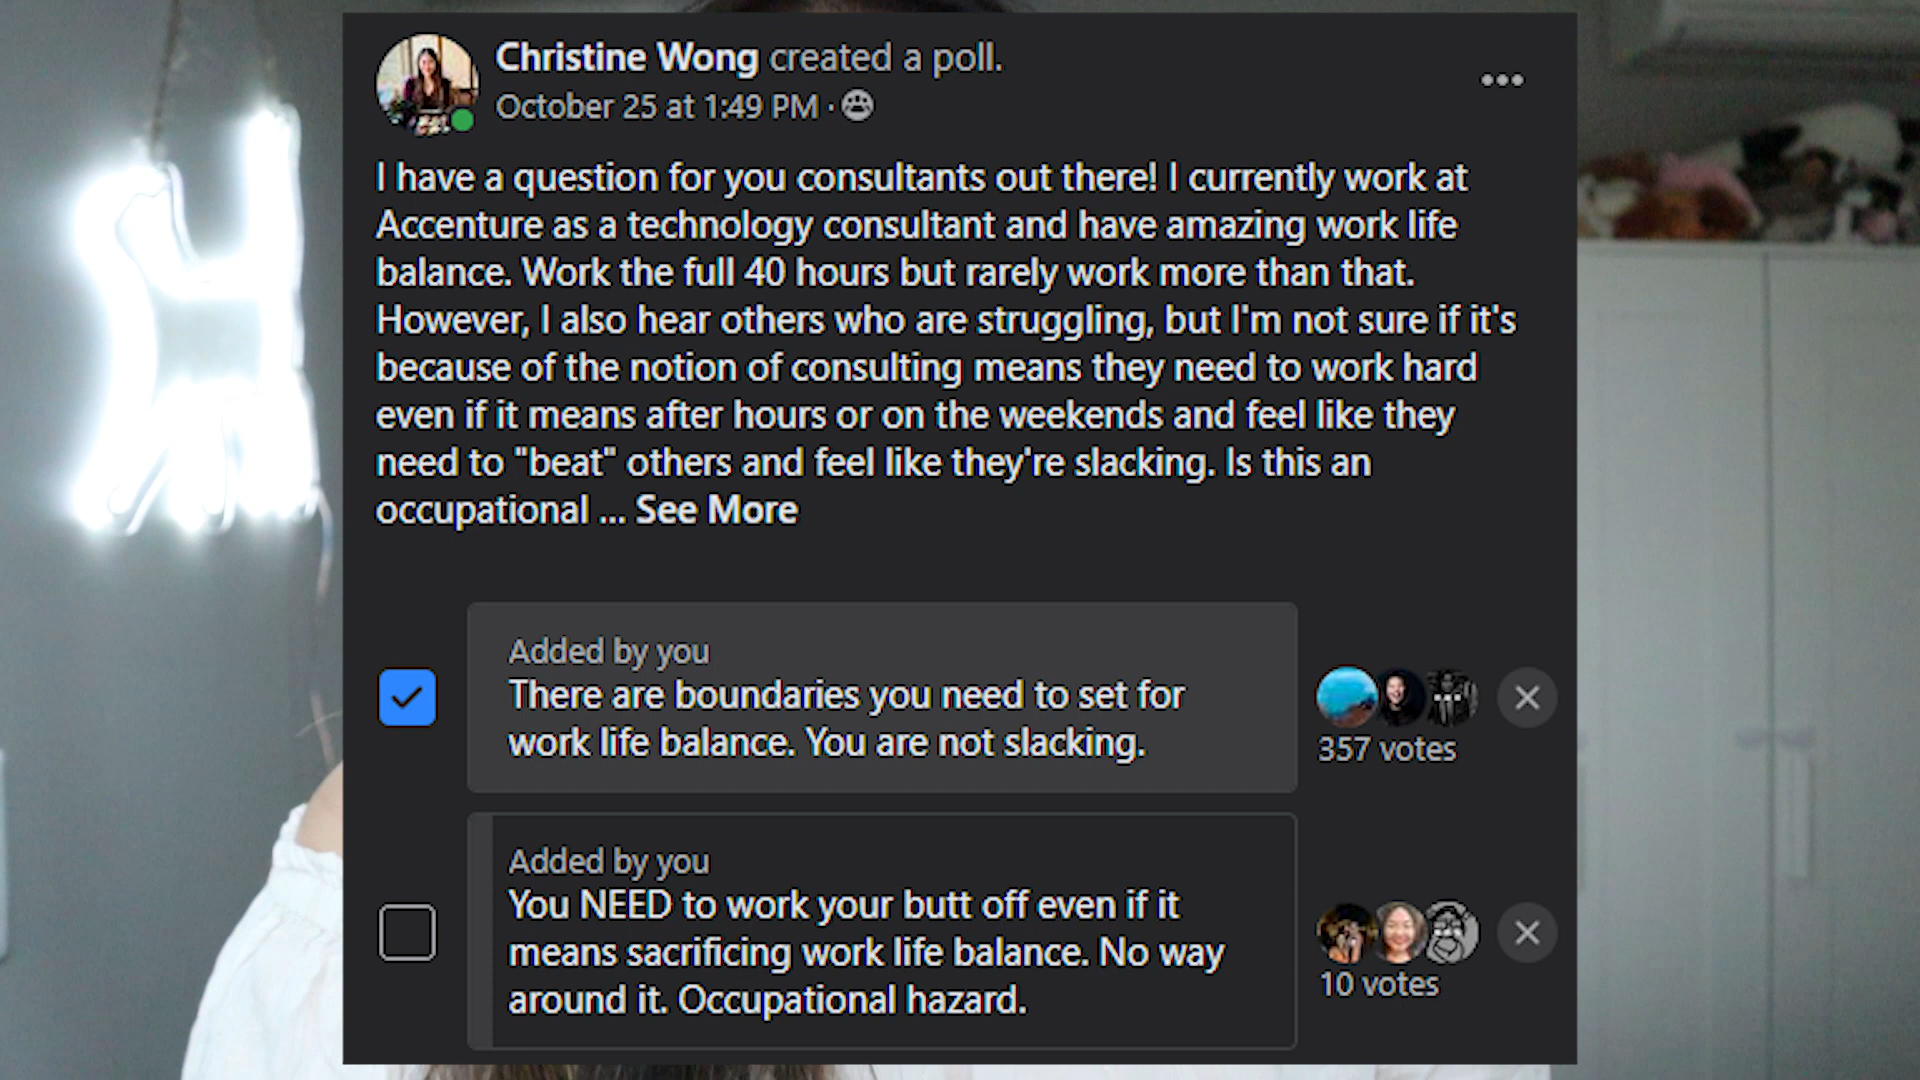 Christine Wong created a poll.
October 25 at 1:49 PM ·
I have a question for you consultants out there! I currently work at
Accenture as a technology consultant and have amazing work life
balance. Work the full 40 hours but rarely work more than that.
However, I also hear others who are struggling, but I'm not sure if it's
because of the notion of consulting means they need to work hard
even if it means after hours or on the weekends and feel like they
need to "beat" others and feel like they're slacking. Is this an
occupational ... See More
Added by you
There are boundaries you need to set for
work life balance. You are not slacking.
357 votes
Added by you
You NEED to work your butt off even if it
means sacrificing work life balance. No way
around it. Occupational hazard.
10 votes